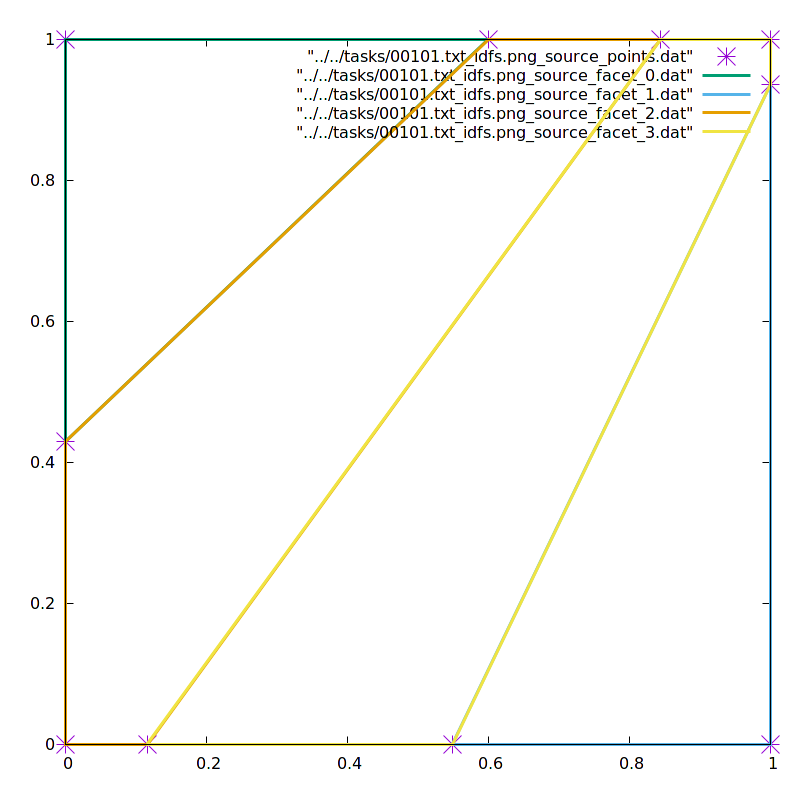 1
0.8
0.6
0.4
0.2
0
"../../tasks/00101.txt_idfs.png_source_points.dat"
"../../tasks/00101.txt_idfs.png_source_facet_0.dat"
"../../tasks/00101.txt_idfs.png_source_facet_1.dat"
"../../tasks/00101.txt_idfs.png_source_facet_2.dat"
"../../tasks/00101.txt_idfs.png_source_facet_3.dat"
0 0.2 0.4 0.6 0.8 1